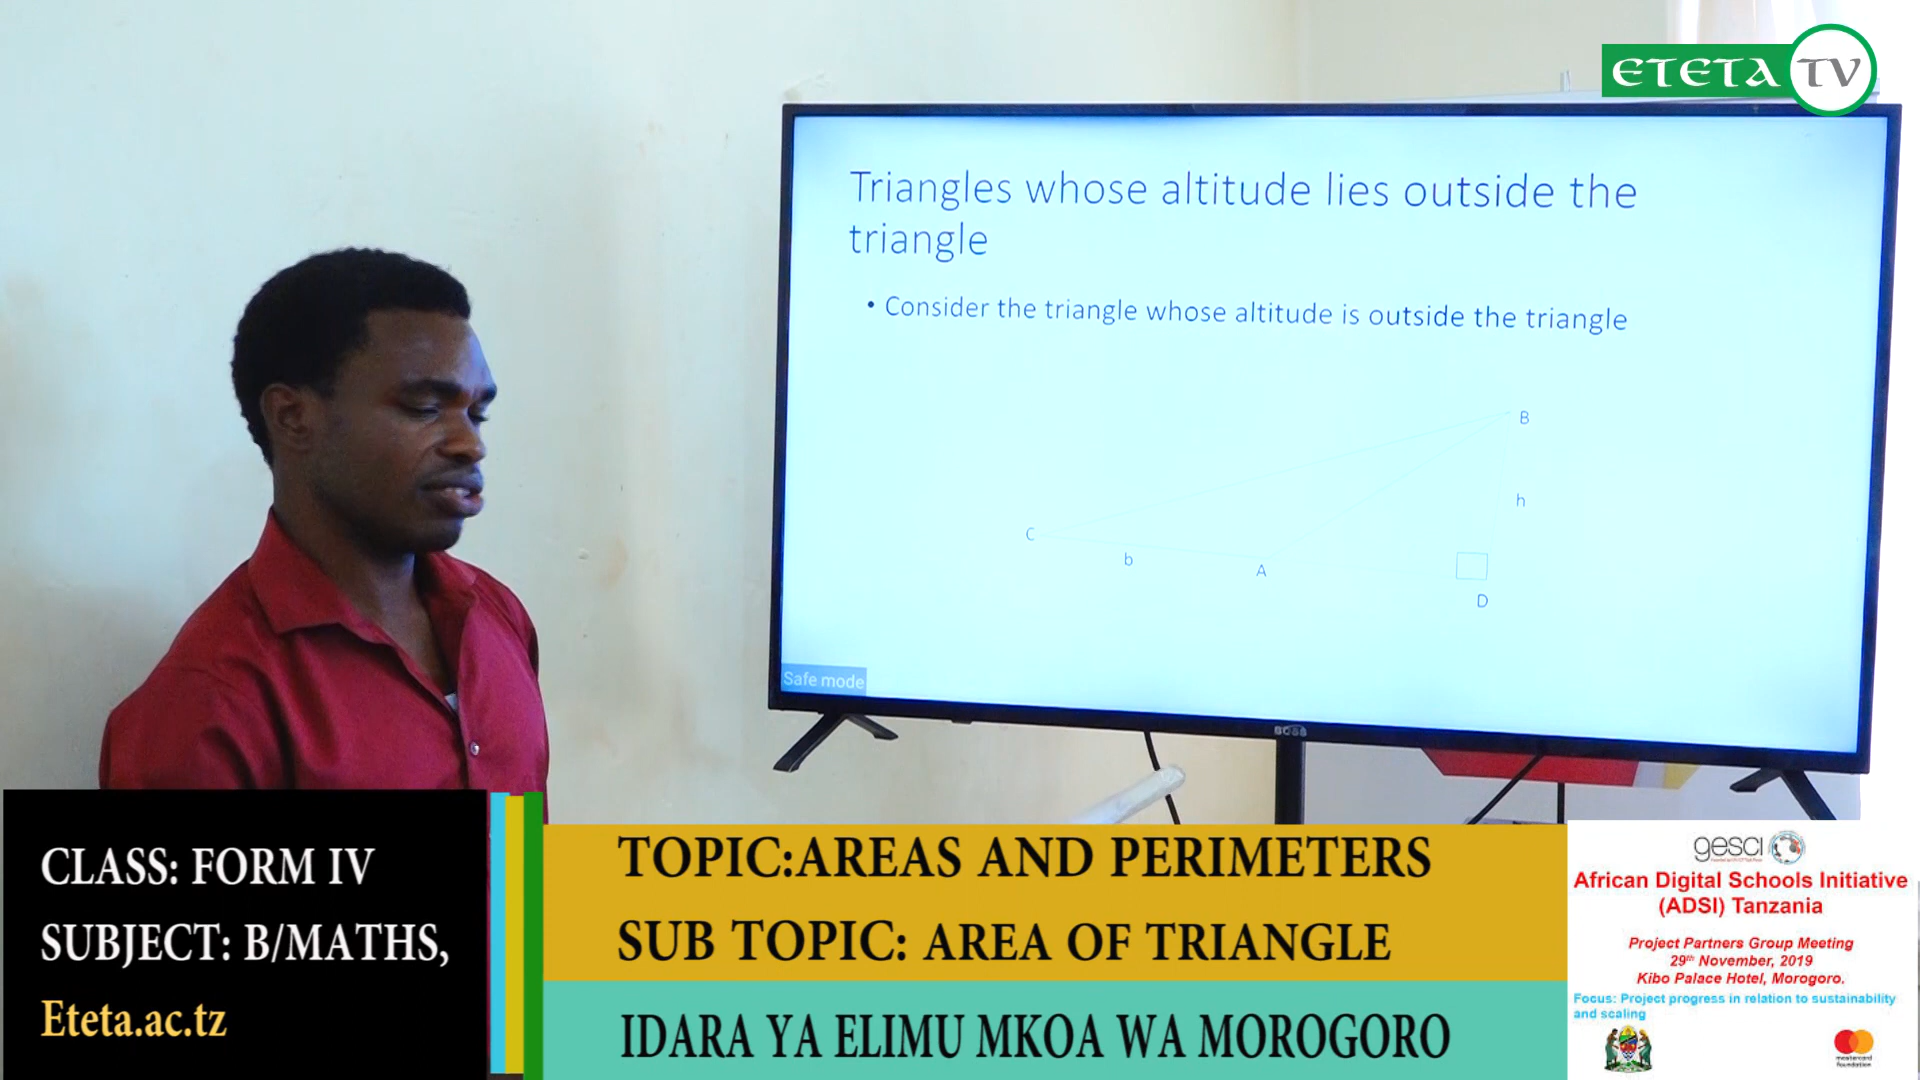 ETETA TV
Triangles whose altitude lies outside the
triangle
• Consider the triangle whose altitude is outside the triangle
B
h
C
b
A
D
Safe mode
BOSS
CLASS: FORM IV
SUBJECT: B/MATHS,
Eteta.ac.tz
TOPIC:AREAS AND PERIMETERS
SUB TOPIC: AREA OF TRIANGLE
IDARA YA ELIMU MKOA WA MOROGORO
gesci
African Digital Schools Initiative
(ADSI) Tanzania
Project Partners Group Meeting
29th November, 2019
Kibo Palace Hotel, Morogoro.
Focus: Project progress in relation to sustainability
and scaling
mastercard
foundation